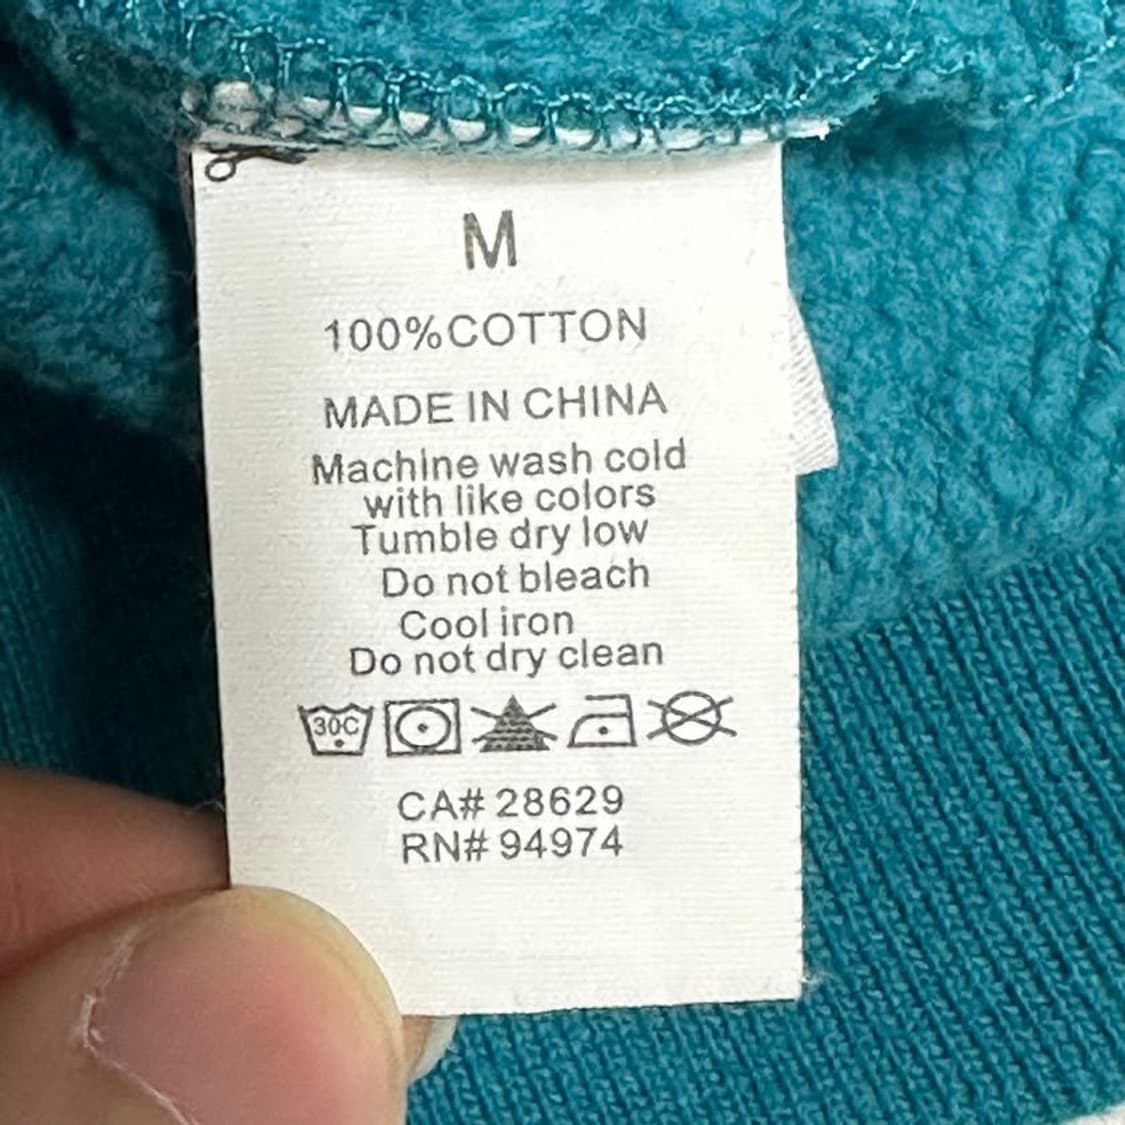 M
100%COTTON
MADE IN CHINA
Machine wash cold
with like colors
Tumble dry low
Do not bleach
Cool iron
Do not dry clean
30C
CA# 28629
RN# 94974